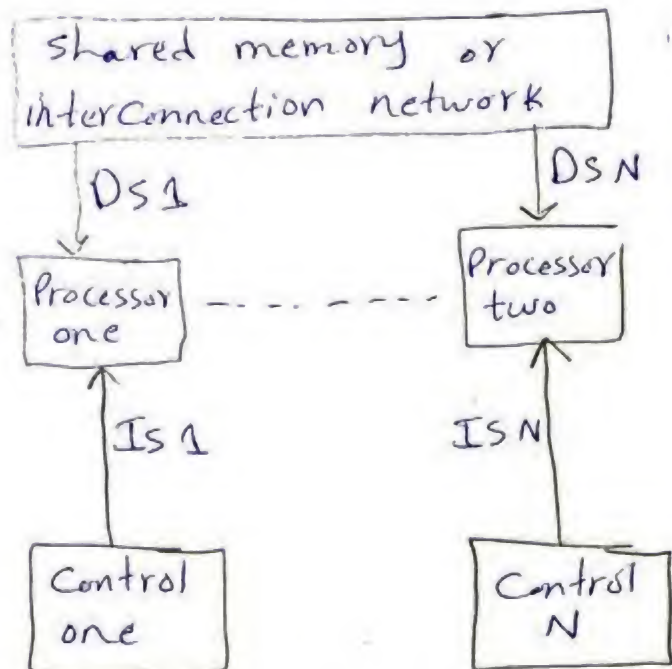 shared memory or
interConnection network
DS 1
DS N
Processor
one
Processor
two
IS 1
IS N
Control
one
Control
N